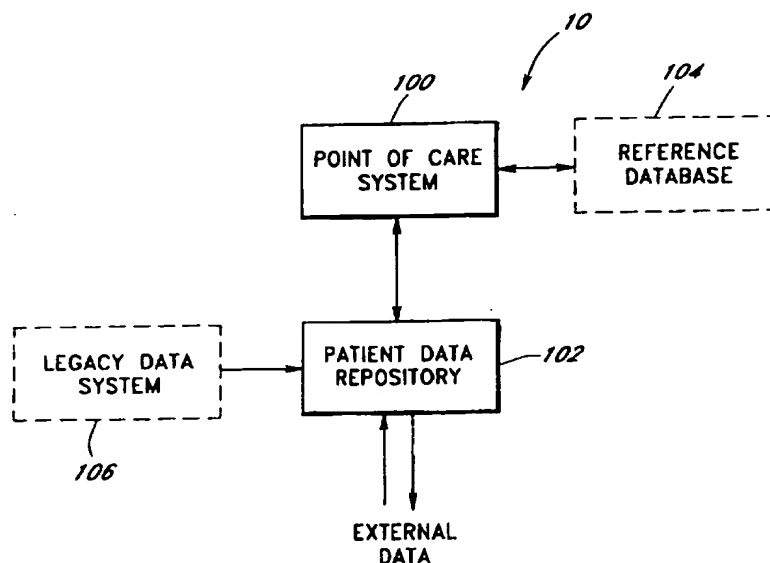 10
100
104
POINT OF CARE
SYSTEM
REFERENCE
DATABASE
LEGACY DATA
SYSTEM
PATIENT DATA
REPOSITORY
102
106
EXTERNAL
DATA